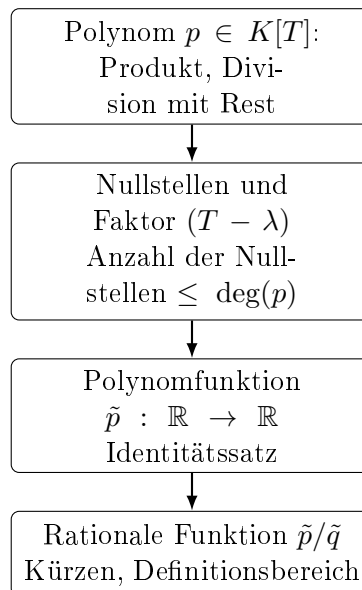 Polynom p ∈ K[T]:
Produkt, Divi-
sion mit Rest
Nullstellen und
Faktor (T − λ)
Anzahl der Null-
stellen ≤ deg(p)
Polynomfunktion
p̃ : ℝ → ℝ
Identitätssatz
Rationale Funktion p̃/q̃
Kürzen, Definitionsbereich